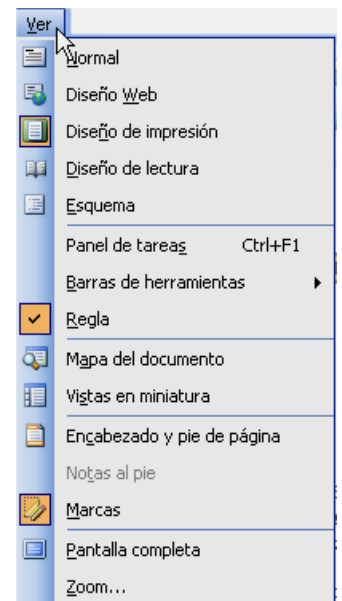 Ver
Normal
Diseño Web
Diseño de impresión
Diseño de lectura
Esquema
Panel de tareas Ctrl+F1
Barras de herramientas
Regla
Mapa del documento
Vistas en miniatura
Encabezado y pie de página
Notas al pie
Marcas
Pantalla completa
Zoom...